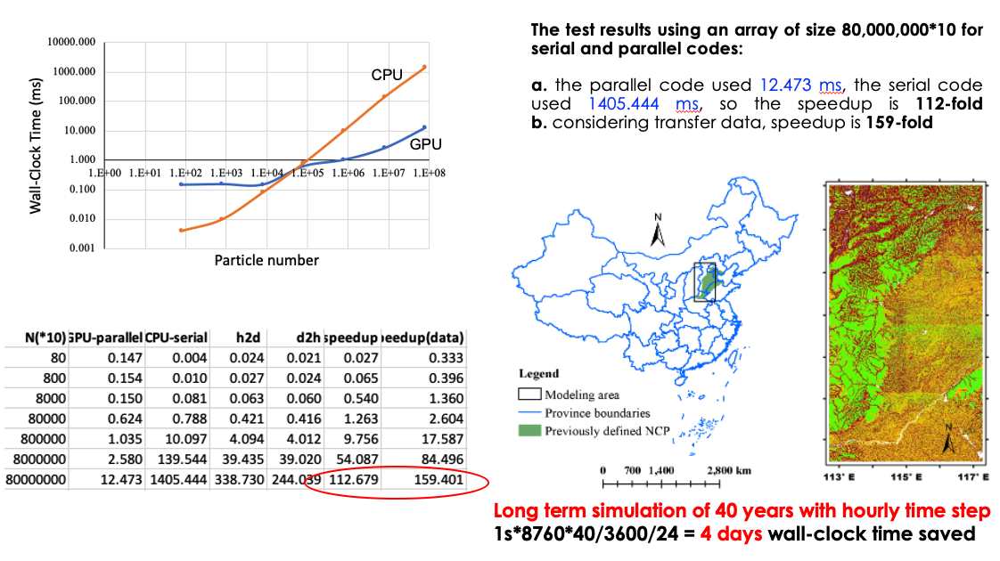 10000.000
1000.000
100.000
10.000
1.000
0.100
0.010
0.001
1.E+00 1.E+01 1.E+02 1.E+03 1.E+04 1.E+05 1.E+06 1.E+07 1.E+08
Wall-Clock Time (ms)
Particle number
CPU
GPU
The test results using an array of size 80,000,000*10 for
serial and parallel codes:
a. the parallel code used 12.473 ms, the serial code
used 1405.444 ms, so the speedup is 112-fold
b. considering transfer data, speedup is 159-fold
N(*10) GPU-parallel CPU-serial h2d d2h speedup eedup(data)
80 0.147 0.004 0.024 0.021 0.027 0.333
800 0.154 0.010 0.027 0.024 0.065 0.396
8000 0.150 0.081 0.063 0.060 0.540 1.360
80000 0.624 0.788 0.421 0.416 1.263 2.604
800000 1.035 10.097 4.094 4.012 9.756 17.587
8000000 2.580 139.544 39.435 39.020 54.087 84.496
80000000 12.473 1405.444 338.730 244.039 112.679 159.401
N
Legend
Modeling area
Province boundaries
Previously defined NCP
0 700 1,400 2,800 km
N
113° E 115° E 117° E
Long term simulation of 40 years with hourly time step
1s*8760*40/3600/24 = 4 days wall-clock time saved